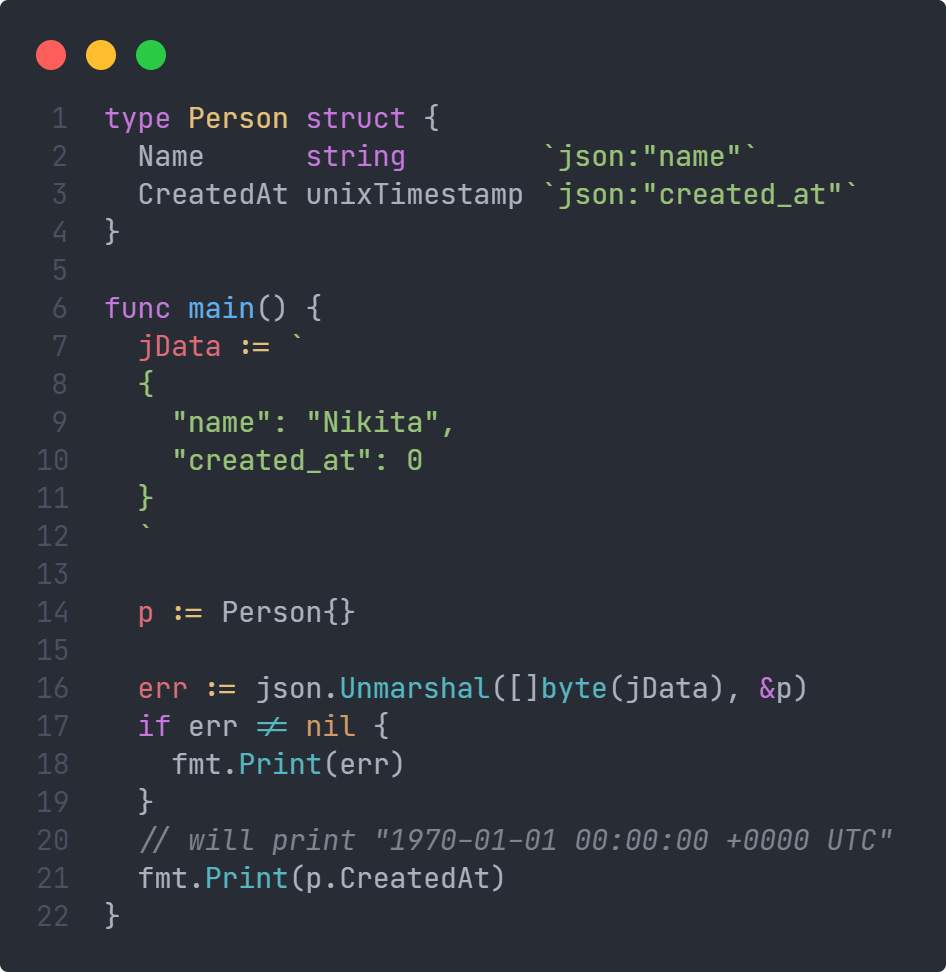 1 type Person struct {
2   Name      string        `json:"name"`
3   CreatedAt unixTimestamp `json:"created_at"`
4 }
5
6 func main() {
7   jData := `
8   {
9     "name": "Nikita",
10     "created_at": 0
11   }
12   `
13
14   p := Person{}
15
16   err := json.Unmarshal([]byte(jData), &p)
17   if err != nil {
18     fmt.Print(err)
19   }
20   // will print "1970-01-01 00:00:00 +0000 UTC"
21   fmt.Print(p.CreatedAt)
22 }